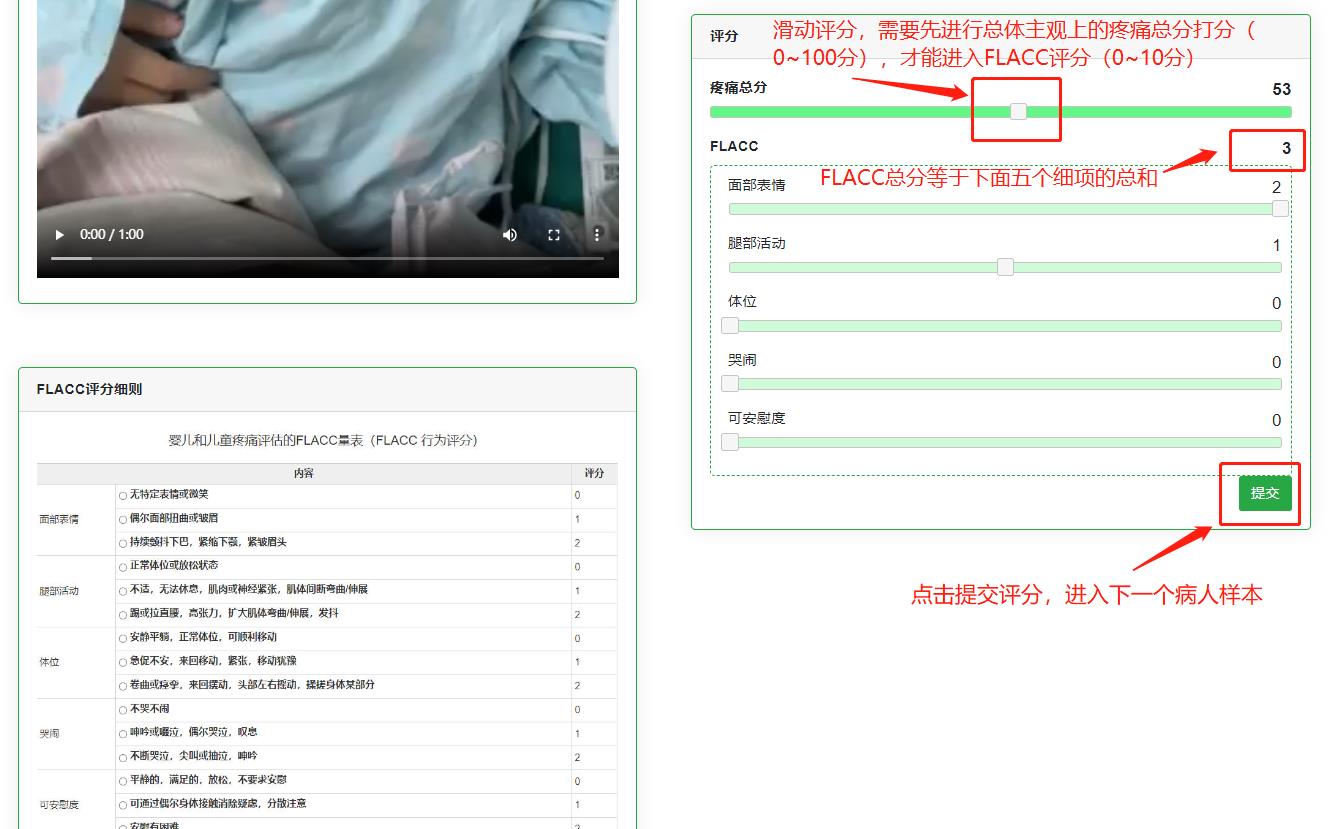 0:00 / 1:00
FLACC评分细则
婴儿和儿童疼痛评估的FLACC量表（FLACC 行为评分）
内容 评分
面部表情
无特定表情或微笑 0
偶尔面部扭曲或皱眉 1
持续颤抖下巴，紧缩下颚，紧皱眉头 2
腿部活动
正常体位或放松状态 0
不适，无法休息，肌肉或神经紧张，肢体间断弯曲/伸展 1
踢或拉直腿，高张力，扩大肢体弯曲/伸展，发抖 2
体位
安静平躺，正常体位，可顺利移动 0
急促不安，来回移动，紧张，移动犹豫 1
卷曲或痉挛，来回摆动，头部左右摇动，揉搓身体某部分 2
哭闹
不哭不闹 0
呻吟或啜泣，偶尔哭泣，叹息 1
不断哭泣，尖叫或抽泣，呻吟 2
可安慰度
平静的，满足的，放松，不要求安慰 0
可通过偶尔身体接触消除疑虑，分散注意 1
安慰有困难 2
评分
滑动评分，需要先进行总体主观上的疼痛总分打分（
0~100分），才能进入FLACC评分（0~10分）
疼痛总分 53
FLACC 3
FLACC总分等于下面五个细项的总和
面部表情 2
腿部活动 1
体位 0
哭闹 0
可安慰度 0
提交
点击提交评分，进入下一个病人样本